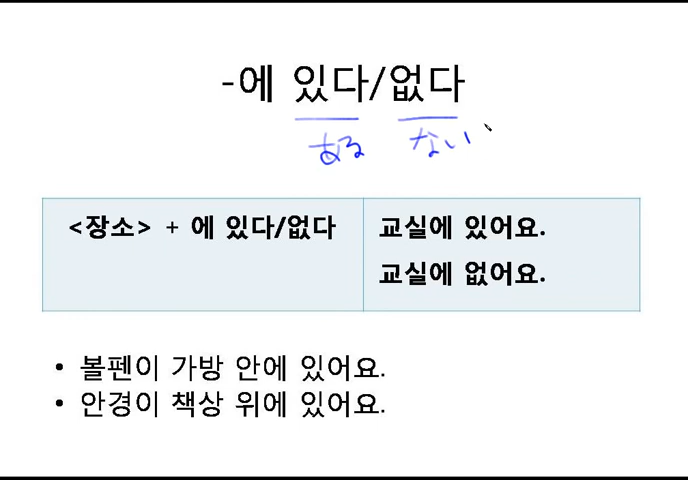 -에 있다/없다
ある ない
<장소> + 에 있다/없다
교실에 있어요.
교실에 없어요.
• 볼펜이 가방 안에 있어요.
• 안경이 책상 위에 있어요.